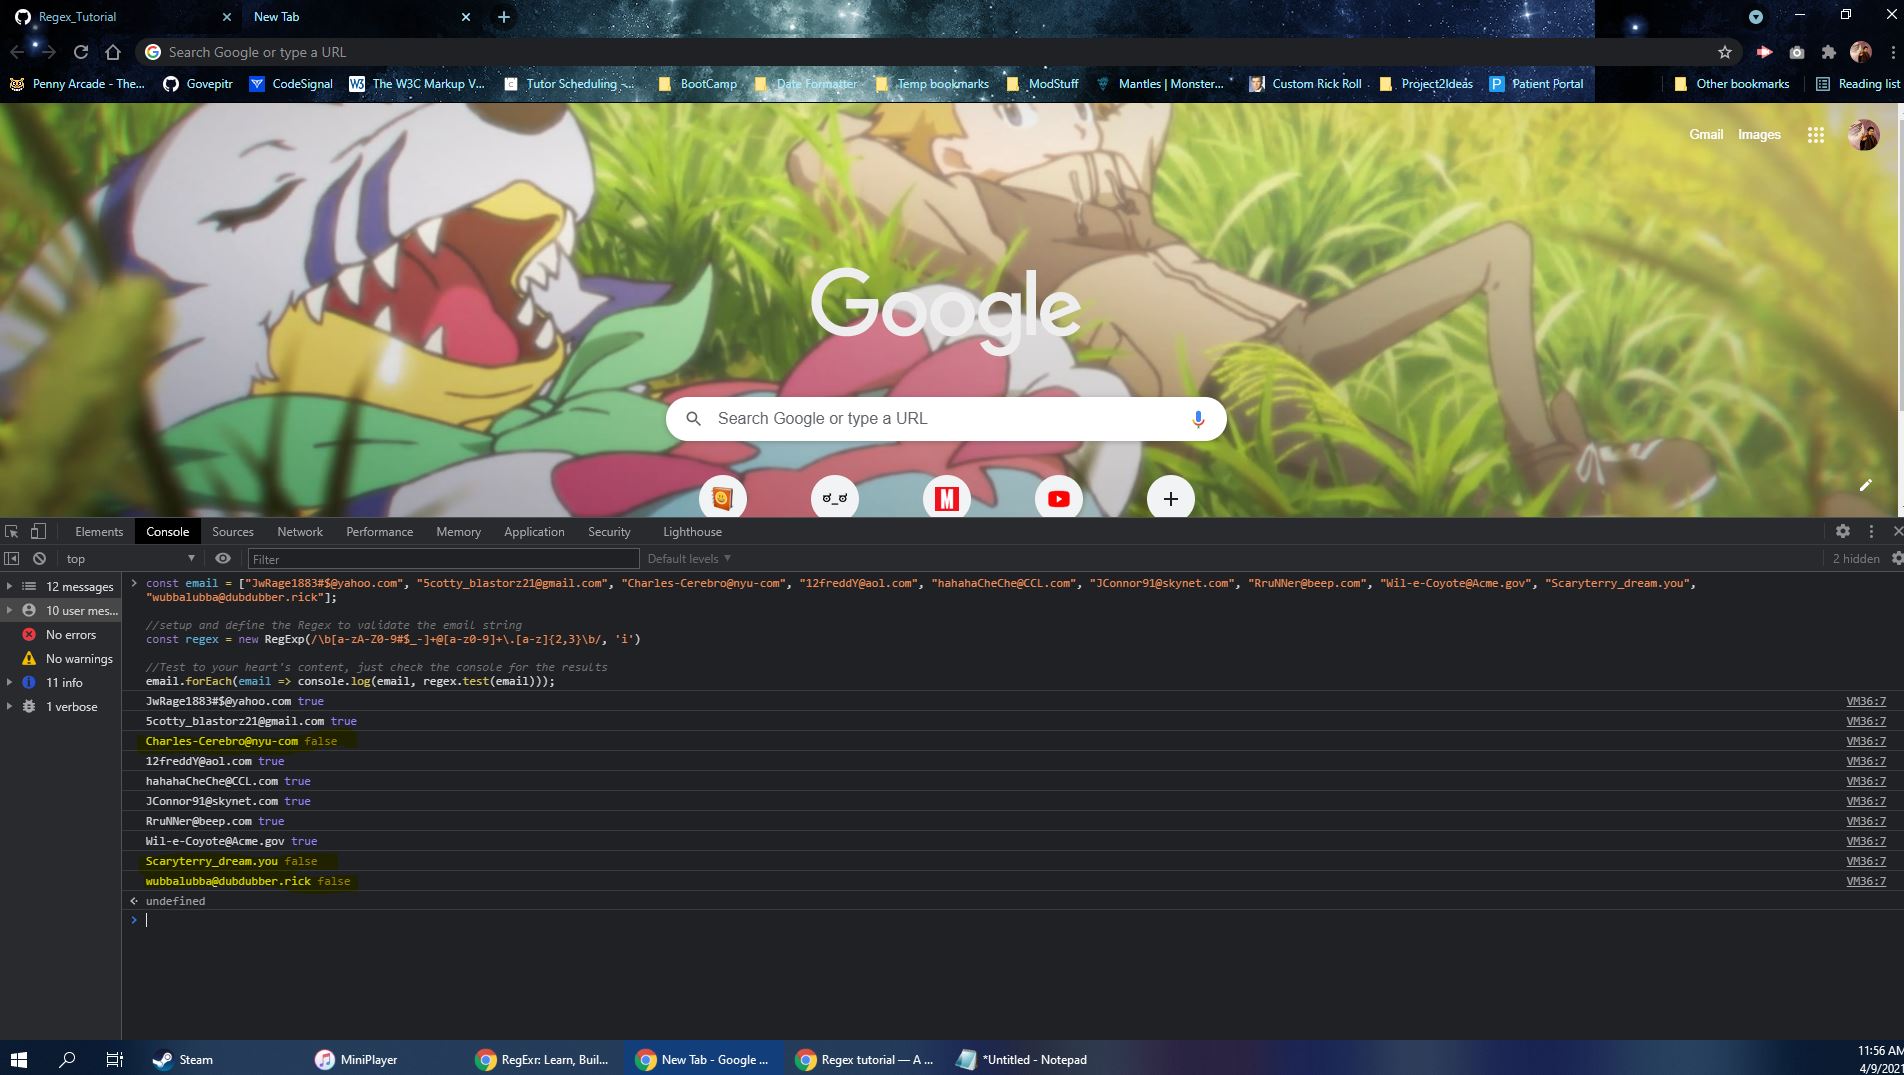 Regex_Tutorial
New Tab
Search Google or type a URL
Penny Arcade - The... Govepitr CodeSignal The W3C Markup V... Tutor Scheduling -... BootCamp Date Formatter Temp bookmarks ModStuff Mantles | Monster... Custom Rick Roll Project2Ideas Patient Portal Other bookmarks Reading list
Gmail Images
Google
Search Google or type a URL
Elements Console Sources Network Performance Memory Application Security Lighthouse
top Filter Default levels 2 hidden
12 messages
10 user mes...
No errors
No warnings
11 info
1 verbose
> const email = ["JwRage1883#$@yahoo.com", "5cotty_blastorz21@gmail.com", "Charles-Cerebro@nyu-com", "12freddY@aol.com", "hahahaCheChe@CCL.com", "JConnor91@skynet.com", "RruNNer@beep.com", "Wil-e-Coyote@Acme.gov", "Scaryterry_dream.you",
"wubbalubba@dubdubber.rick"];
//setup and define the Regex to validate the email string
const regex = new RegExp(/\b[a-zA-Z0-9#$_-]+@[a-z0-9]+\.[a-z]{2,3}\b/, 'i')
//Test to your heart's content, just check the console for the results
email.forEach(email => console.log(email, regex.test(email)));
JwRage1883#$@yahoo.com true VM36:7
5cotty_blastorz21@gmail.com true VM36:7
Charles-Cerebro@nyu-com false VM36:7
12freddY@aol.com true VM36:7
hahahaCheChe@CCL.com true VM36:7
JConnor91@skynet.com true VM36:7
RruNNer@beep.com true VM36:7
Wil-e-Coyote@Acme.gov true VM36:7
Scaryterry_dream.you false VM36:7
wubbalubba@dubdubber.rick false VM36:7
undefined
>
Steam MiniPlayer RegExr: Learn, Buil... New Tab - Google ... Regex tutorial — A ... *Untitled - Notepad
11:56 AM
4/9/2021